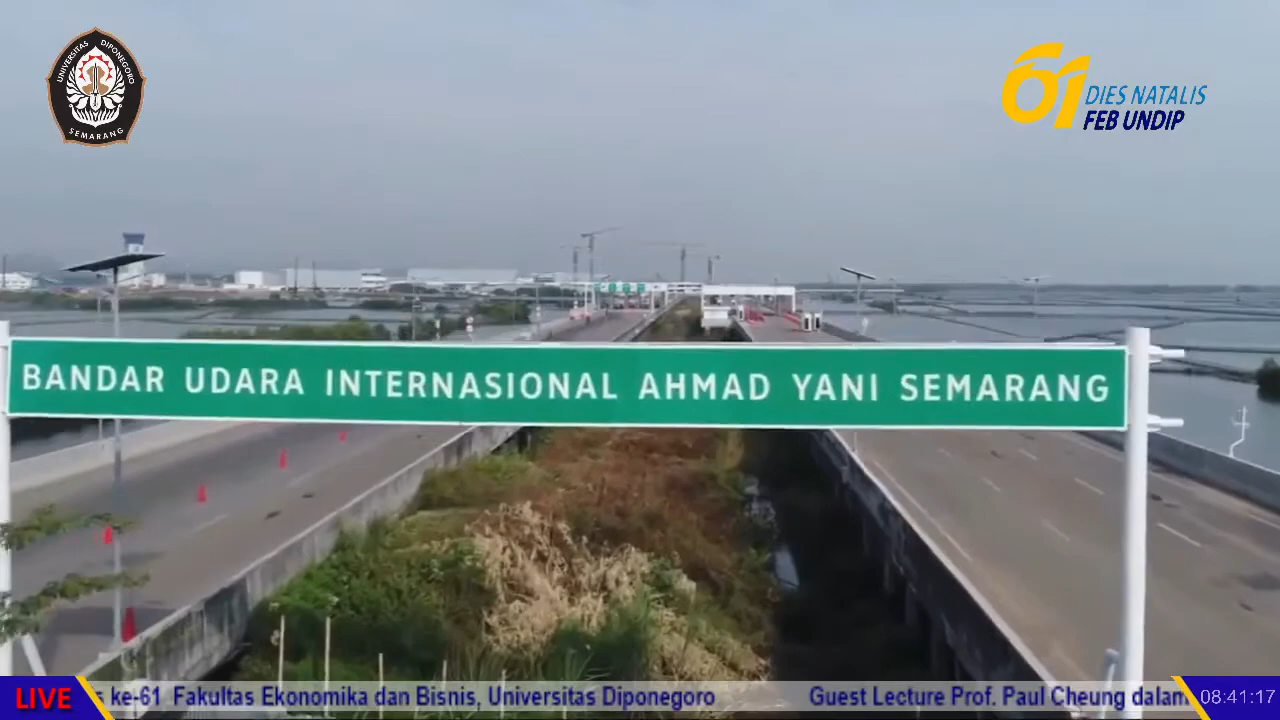 UNIVERSITAS DIPONEGORO
SEMARANG
61 DIES NATALIS
FEB UNDIP
BANDAR UDARA INTERNASIONAL AHMAD YANI SEMARANG
LIVE
s ke-61 Fakultas Ekonomika dan Bisnis, Universitas Diponegoro Guest Lecture Prof. Paul Cheung dalam
08:41:17